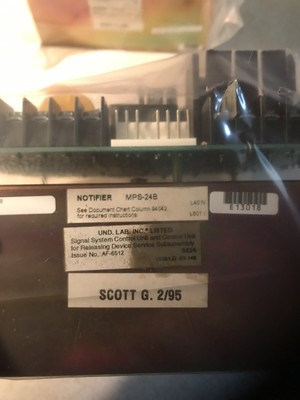 NOTIFIER MPS-24B
See Document Chart Column
for required instructions
E13018
UND. LAB. INC. LISTED
Signal System Control Unit and Control Unit
for Releasing Device Service Subassembly
Issue No. AF-6512
SCOTT G. 2/95